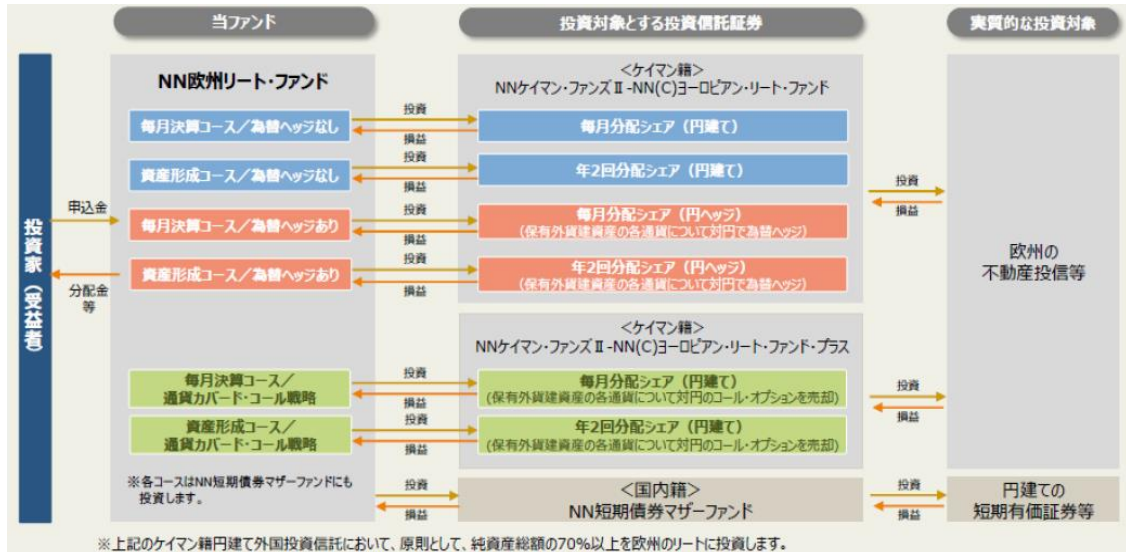 当ファンド
投資対象とする投資信託証券
実質的な投資対象
投資家（受益者）
申込金
分配金
等
NN欧州リート・ファンド
毎月決算コース／為替ヘッジなし
資産形成コース／為替ヘッジなし
毎月決算コース／為替ヘッジあり
資産形成コース／為替ヘッジあり
毎月決算コース／
通貨カバード・コール戦略
資産形成コース／
通貨カバード・コール戦略
※各コースはNN短期債券マザーファンドにも
投資します。
投資
損益
投資
損益
投資
損益
投資
損益
投資
損益
投資
損益
投資
損益
＜ケイマン籍＞
NNケイマン・ファンズⅡ-NN(C)ヨーロピアン・リート・ファンド
毎月分配シェア（円建て）
年2回分配シェア（円建て）
毎月分配シェア（円ヘッジ）
（保有外貨建資産の各通貨について対円で為替ヘッジ）
年2回分配シェア（円ヘッジ）
（保有外貨建資産の各通貨について対円で為替ヘッジ）
＜ケイマン籍＞
NNケイマン・ファンズⅡ-NN(C)ヨーロピアン・リート・ファンド・プラス
毎月分配シェア（円建て）
(保有外貨建資産の各通貨について対円のコール・オプションを売却)
年2回分配シェア（円建て）
(保有外貨建資産の各通貨について対円のコール・オプションを売却)
＜国内籍＞
NN短期債券マザーファンド
投資
損益
投資
損益
投資
損益
欧州の
不動産投信等
円建ての
短期有価証券等
※上記のケイマン籍円建て外国投資信託において、原則として、純資産総額の70%以上を欧州のリートに投資します。